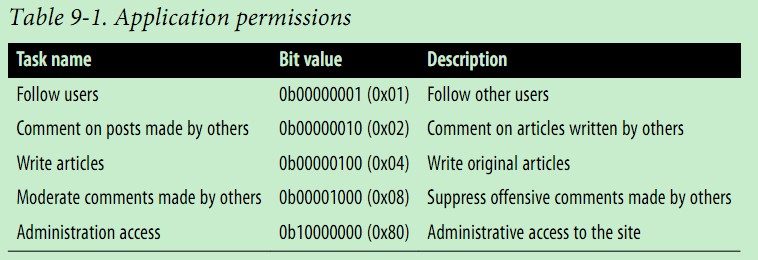 Table 9-1. Application permissions
Task name Bit value Description
Follow users 0b00000001 (0x01) Follow other users
Comment on posts made by others 0b00000010 (0x02) Comment on articles written by others
Write articles 0b00000100 (0x04) Write original articles
Moderate comments made by others 0b00001000 (0x08) Suppress offensive comments made by others
Administration access 0b10000000 (0x80) Administrative access to the site